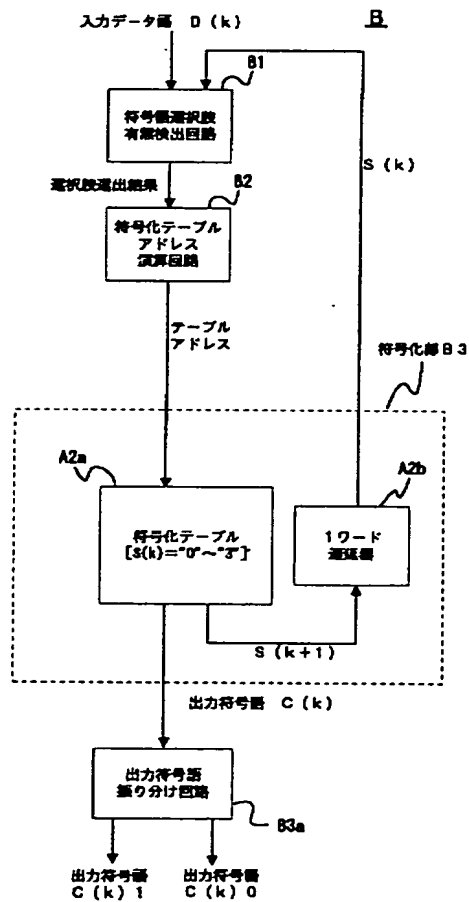 B
入力データ語 D(k)
B1
符号語選択肢
有無検出回路
S(k)
選択肢選出結果
B2
符号化テーブル
アドレス
演算回路
テーブル
アドレス
符号化部B3
A2a
A2b
符号化テーブル
[S(k)="0"~"3"]
1ワード
遅延器
S(k+1)
出力符号語 C(k)
出力符号語
振り分け回路
B3a
出力符号語
C(k)1
出力符号語
C(k)0